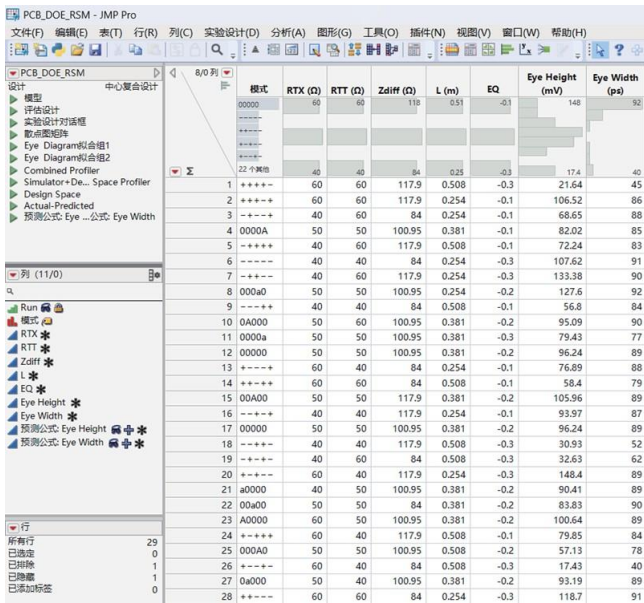 PCB_DOE_RSM - JMP Pro
文件(F) 编辑(E) 表(T) 行(R) 列(C) 实验设计(D) 分析(A) 图形(G) 工具(O) 插件(N) 视图(V) 窗口(W) 帮助(H)
PCB_DOE_RSM
设计 中心复合设计
模型
评估设计
实验设计对话框
散点图矩阵
Eye Diagram拟合组1
Eye Diagram拟合组2
Combined Profiler
Simulator+De... Space Profiler
Design Space
Actual-Predicted
预测公式: Eye ...公式: Eye Width
列 (11/0)
Run
模式
RTX
RTT
Zdiff
L
EQ
Eye Height
Eye Width
预测公式: Eye Height
预测公式: Eye Width
行
所有行 29
已选定 0
已排除 1
已隐藏 1
已添加标签 0
8/0 列
模式 RTX (Ω) RTT (Ω) Zdiff (Ω) L (m) EQ Eye Height (mV) Eye Width (ps)
00000 60 60 118 0.51 -0.1 148 92
-----
++---
+-+--
+--+-
22 个其他 40 40 84 0.25 -0.3 17.4 40
1 ++++- 60 60 117.9 0.508 -0.3 21.64 45
2 +++-+ 60 60 117.9 0.254 -0.1 106.52 86
3 -+--+ 40 60 84 0.254 -0.1 68.65 88
4 0000A 50 50 100.95 0.381 -0.1 82.02 85
5 -++++ 40 60 117.9 0.508 -0.1 72.24 83
6 ----- 40 40 84 0.254 -0.3 107.62 91
7 -++-- 40 60 117.9 0.254 -0.3 133.38 90
8 000a0 50 50 100.95 0.254 -0.2 127.6 92
9 ---++ 40 40 84 0.508 -0.1 56.8 84
10 0A000 50 60 100.95 0.381 -0.2 95.09 90
11 0000a 50 50 100.95 0.381 -0.3 79.43 77
12 00000 50 50 100.95 0.381 -0.2 96.24 89
13 +---+ 60 40 84 0.254 -0.1 76.89 88
14 ++-++ 60 60 84 0.508 -0.1 58.4 79
15 00A00 50 50 117.9 0.381 -0.2 105.96 89
16 --+-+ 40 40 117.9 0.254 -0.1 93.97 87
17 00000 50 50 100.95 0.381 -0.2 96.24 89
18 --++- 40 40 117.9 0.508 -0.3 30.93 52
19 -+-+- 40 60 84 0.508 -0.3 32.63 62
20 +-+-- 60 40 117.9 0.254 -0.3 148.4 89
21 a0000 40 50 100.95 0.381 -0.2 90.41 89
22 00a00 50 50 84 0.381 -0.2 83.83 90
23 A0000 60 50 100.95 0.381 -0.2 100.64 89
24 +-+++ 60 40 117.9 0.508 -0.1 79.85 84
25 000A0 50 50 100.95 0.508 -0.2 57.13 78
26 +--+- 60 40 84 0.508 -0.3 17.43 40
27 0a000 50 40 100.95 0.381 -0.2 93.19 89
28 ++--- 60 60 84 0.254 -0.3 118.7 91